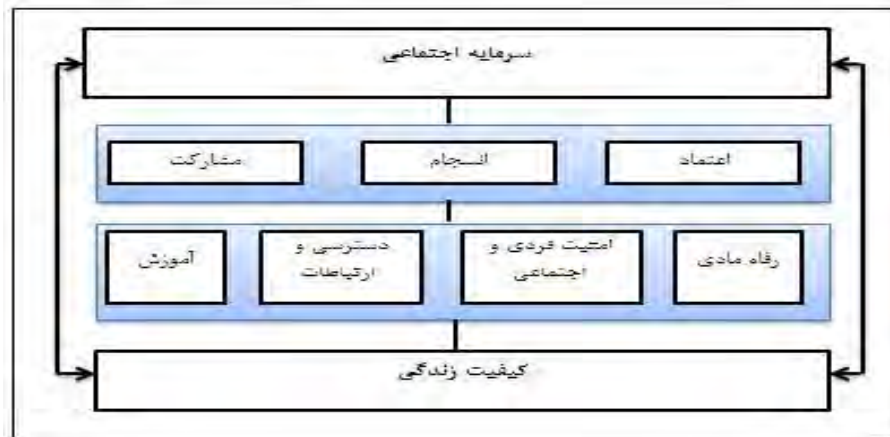 سرمایه اجتماعی
اعتماد
انسجام
مشارکت
رفاه مادی
امنیت فردی و
اجتماعی
دسترسی و
ارتباطات
آموزش
کیفیت زندگی